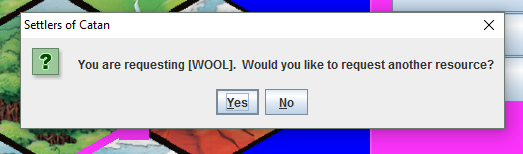 Settlers of Catan
You are requesting [WOOL].  Would you like to request another resource?
Yes
No